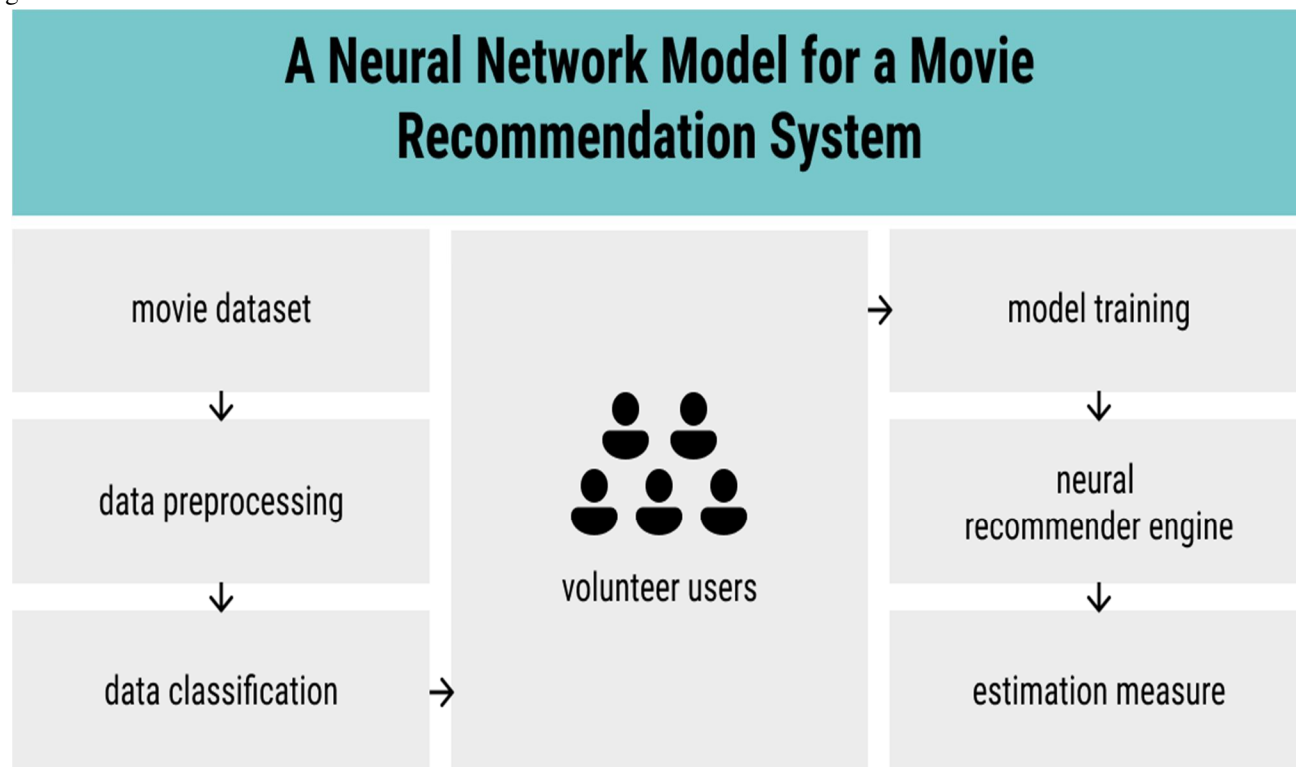 A Neural Network Model for a Movie
Recommendation System
movie dataset
data preprocessing
data classification
volunteer users
model training
neural
recommender engine
estimation measure